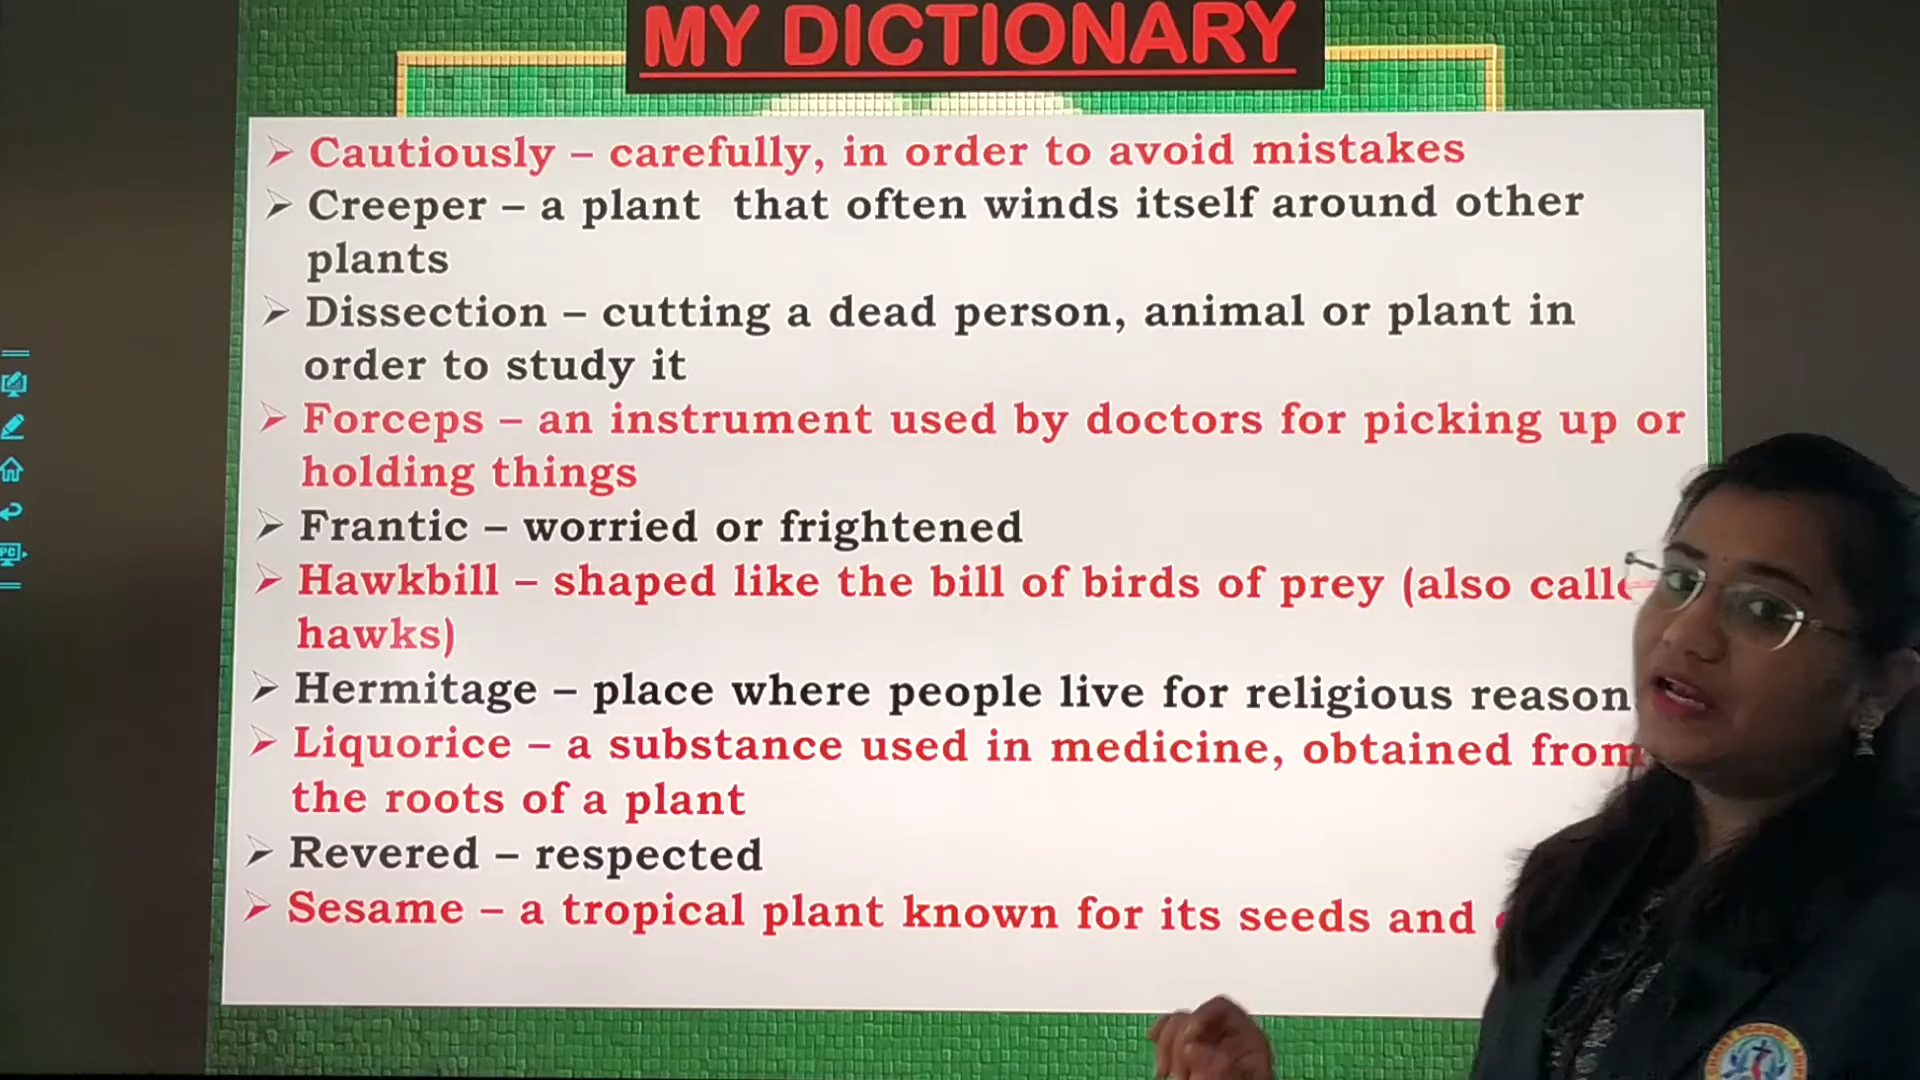 MY DICTIONARY
➢ Cautiously – carefully, in order to avoid mistakes
➢ Creeper – a plant that often winds itself around other
plants
➢ Dissection – cutting a dead person, animal or plant in
order to study it
➢ Forceps – an instrument used by doctors for picking up or
holding things
➢ Frantic – worried or frightened
➢ Hawkbill – shaped like the bill of birds of prey (also
hawks)
➢ Hermitage – place where people live for religious reason
➢ Liquorice – a substance used in medicine, obtained from
the roots of a plant
➢ Revered – respected
➢ Sesame – a tropical plant known for its seeds and
PC